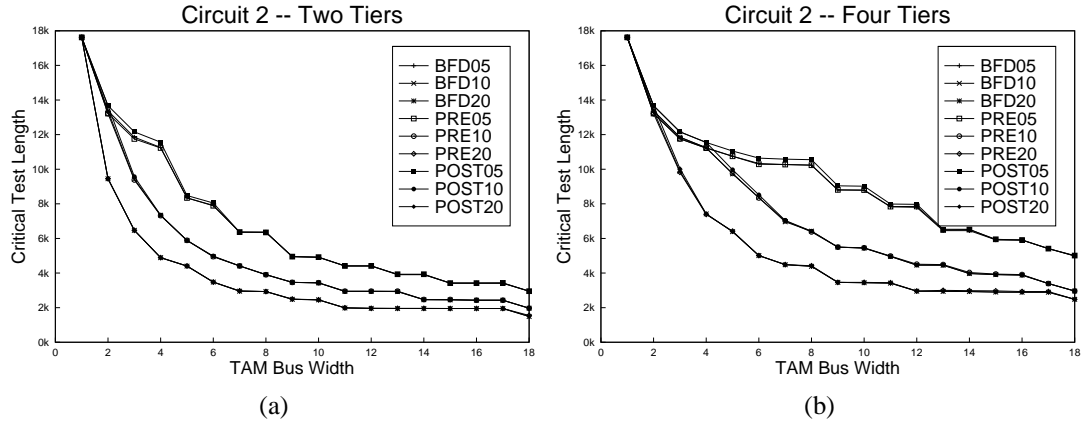 Circuit 2 -- Two Tiers
18k
16k
14k
12k
10k
8k
6k
4k
2k
0k
Critical Test Length
BFD05
BFD10
BFD20
PRE05
PRE10
PRE20
POST05
POST10
POST20
0 2 4 6 8 10 12 14 16 18
TAM Bus Width
(a)
Circuit 2 -- Four Tiers
18k
16k
14k
12k
10k
8k
6k
4k
2k
0k
Critical Test Length
BFD05
BFD10
BFD20
PRE05
PRE10
PRE20
POST05
POST10
POST20
0 2 4 6 8 10 12 14 16 18
TAM Bus Width
(b)